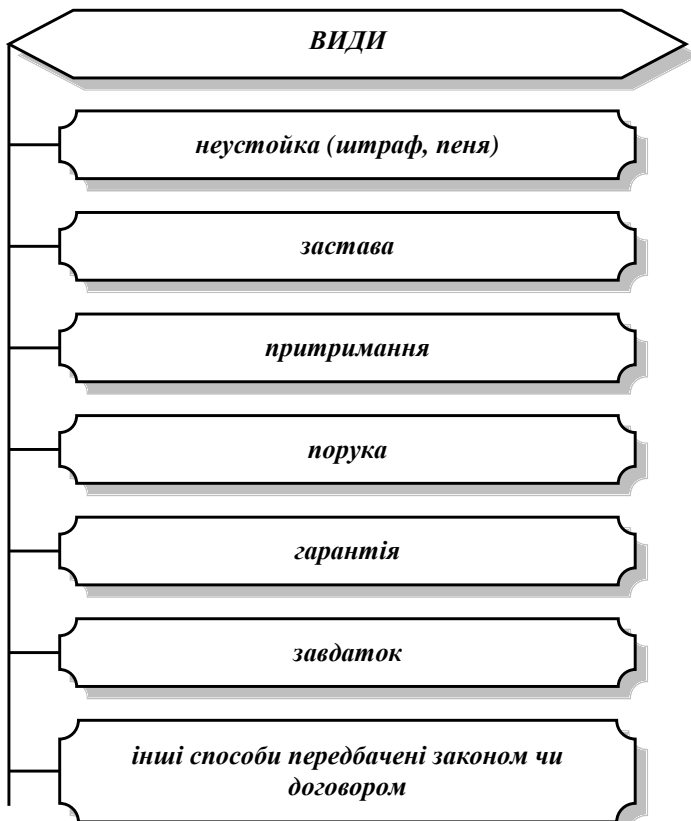 ВИДИ
неустойка (штраф, пеня)
застава
притримання
порука
гарантія
завдаток
інші способи передбачені законом чи
договором